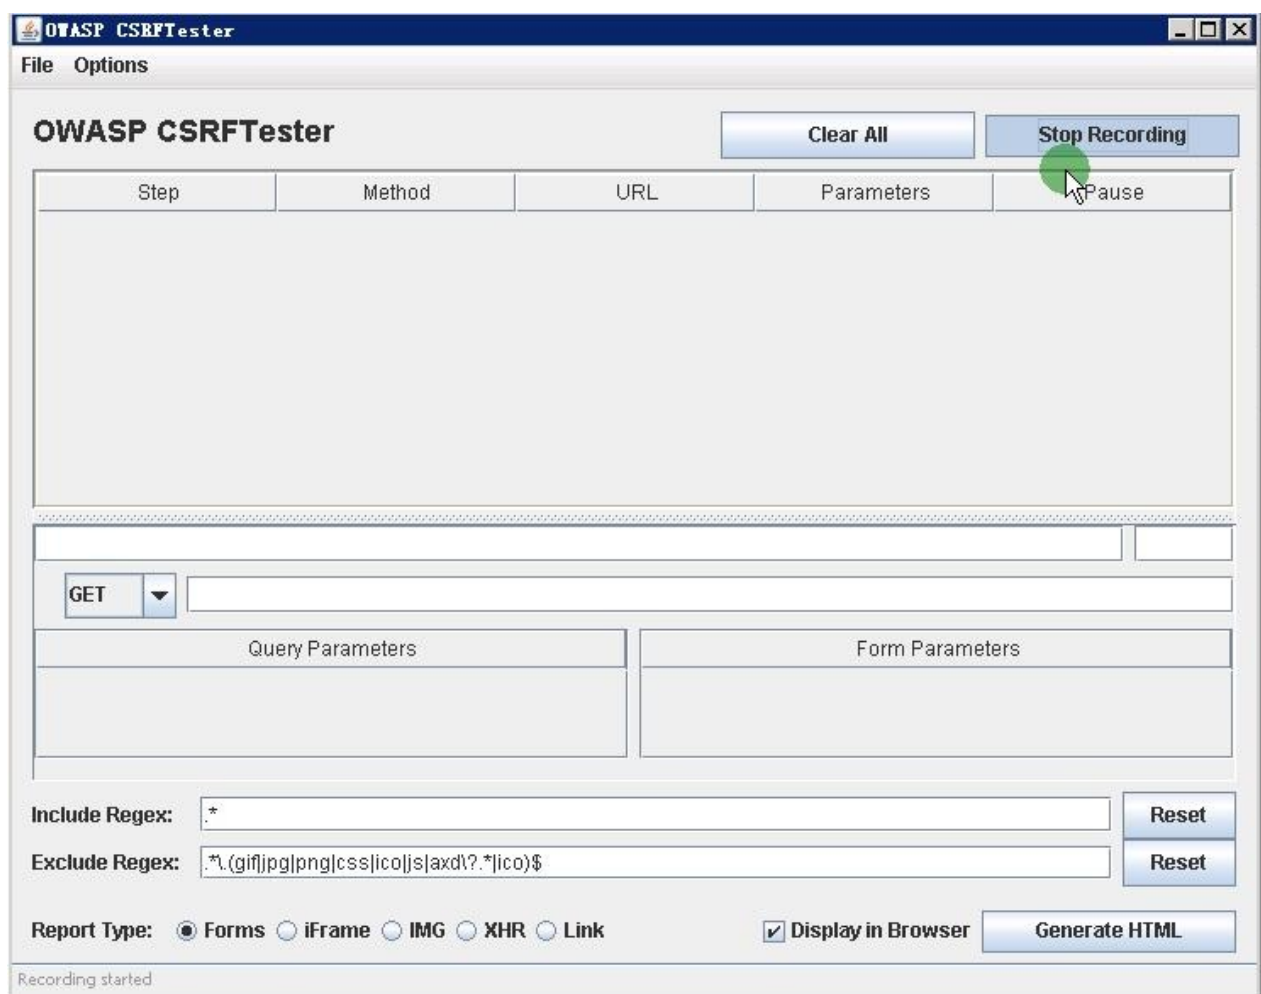 OWASP CSRFTester
File Options
OWASP CSRFTester
Clear All
Stop Recording
Step Method URL Parameters Pause
GET
Query Parameters Form Parameters
Include Regex: .* Reset
Exclude Regex: .*\.(gif|jpg|png|css|ico|js|axd\?.*|ico)$ Reset
Report Type: Forms iFrame IMG XHR Link Display in Browser Generate HTML
Recording started